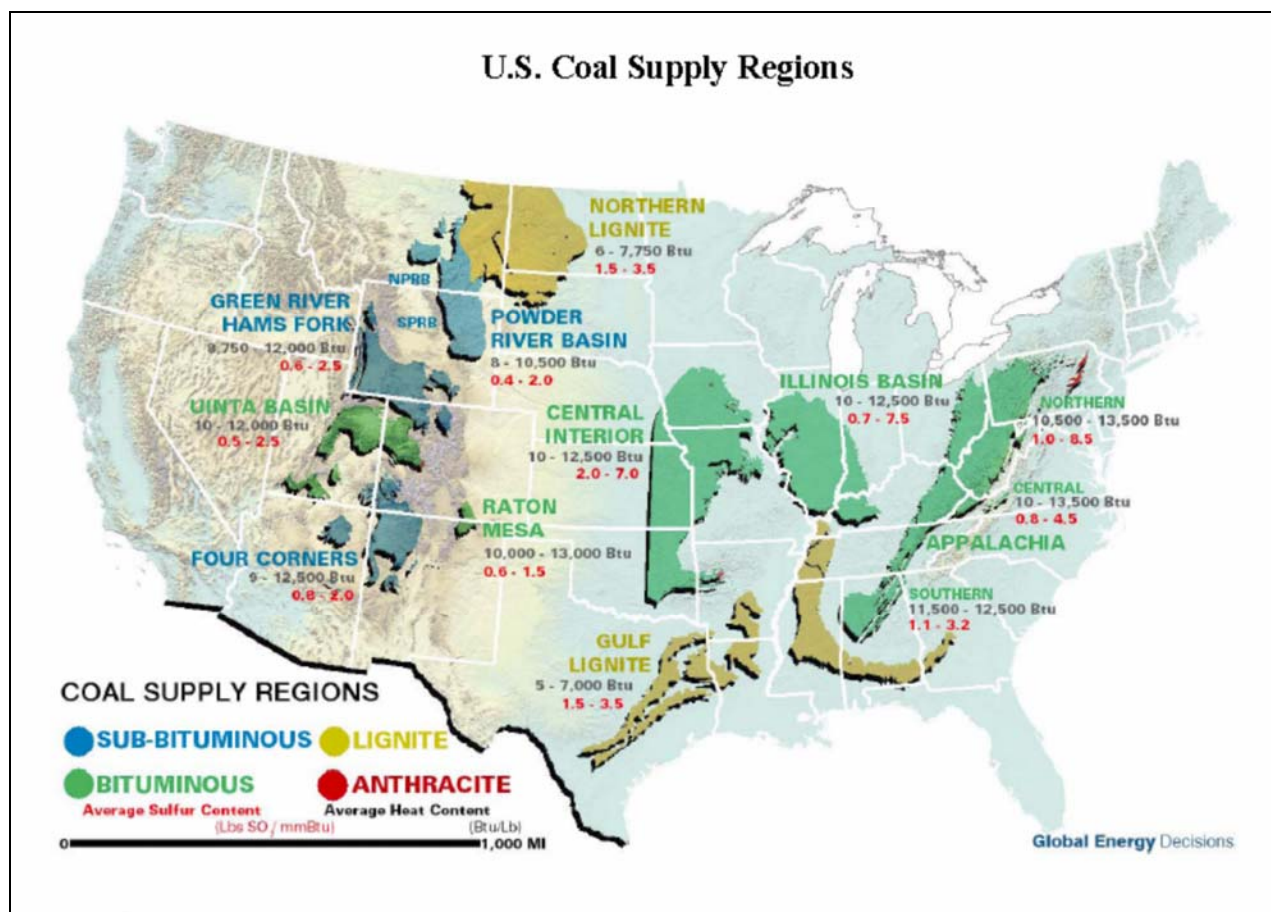 U.S. Coal Supply Regions
NORTHERN
LIGNITE
6 - 7,750 Btu
1.5 - 3.5
NPRB
GREEN RIVER
HAMS FORK
8,750 - 12,000 Btu
0.6 - 2.5
SPRB
POWDER
RIVER BASIN
8 - 10,500 Btu
0.4 - 2.0
UINTA BASIN
10 - 12,000 Btu
0.5 - 2.5
CENTRAL
INTERIOR
10 - 12,500 Btu
2.0 - 7.0
ILLINOIS BASIN
10 - 12,500 Btu
0.7 - 7.5
NORTHERN
10,500 - 13,500 Btu
1.0 - 8.5
CENTRAL
10 - 13,500 Btu
0.8 - 4.5
APPALACHIA
RATON
MESA
10,000 - 13,000 Btu
0.6 - 1.5
FOUR CORNERS
9 - 12,500 Btu
0.8 - 2.0
SOUTHERN
11,500 - 12,500 Btu
1.1 - 3.2
GULF
LIGNITE
5 - 7,000 Btu
1.5 - 3.5
COAL SUPPLY REGIONS
SUB-BITUMINOUS LIGNITE
BITUMINOUS ANTHRACITE
Average Sulfur Content Average Heat Content
(Lbs SO / mmBtu) (Btu/Lb)
0 1,000 MI
Global Energy Decisions